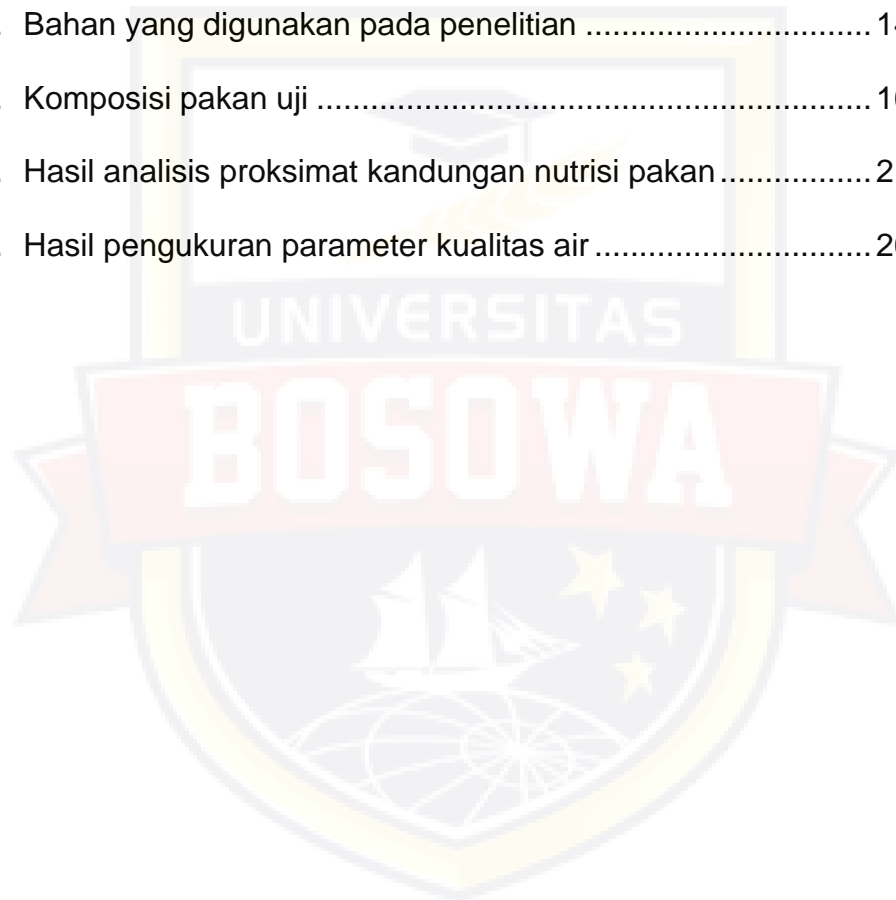 . Bahan yang digunakan pada penelitian ................................ 1
. Komposisi pakan uji .............................................................. 1
. Hasil analisis proksimat kandungan nutrisi pakan ................. 2
. Hasil pengukuran parameter kualitas air ............................... 2
UNIVERSITAS
BOSOWA